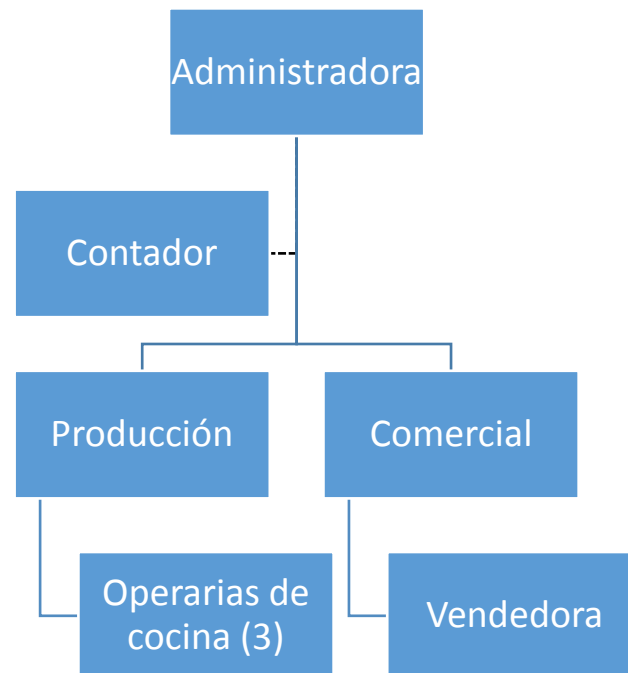 Administradora
Contador
Producción
Comercial
Operarias de
cocina (3)
Vendedora